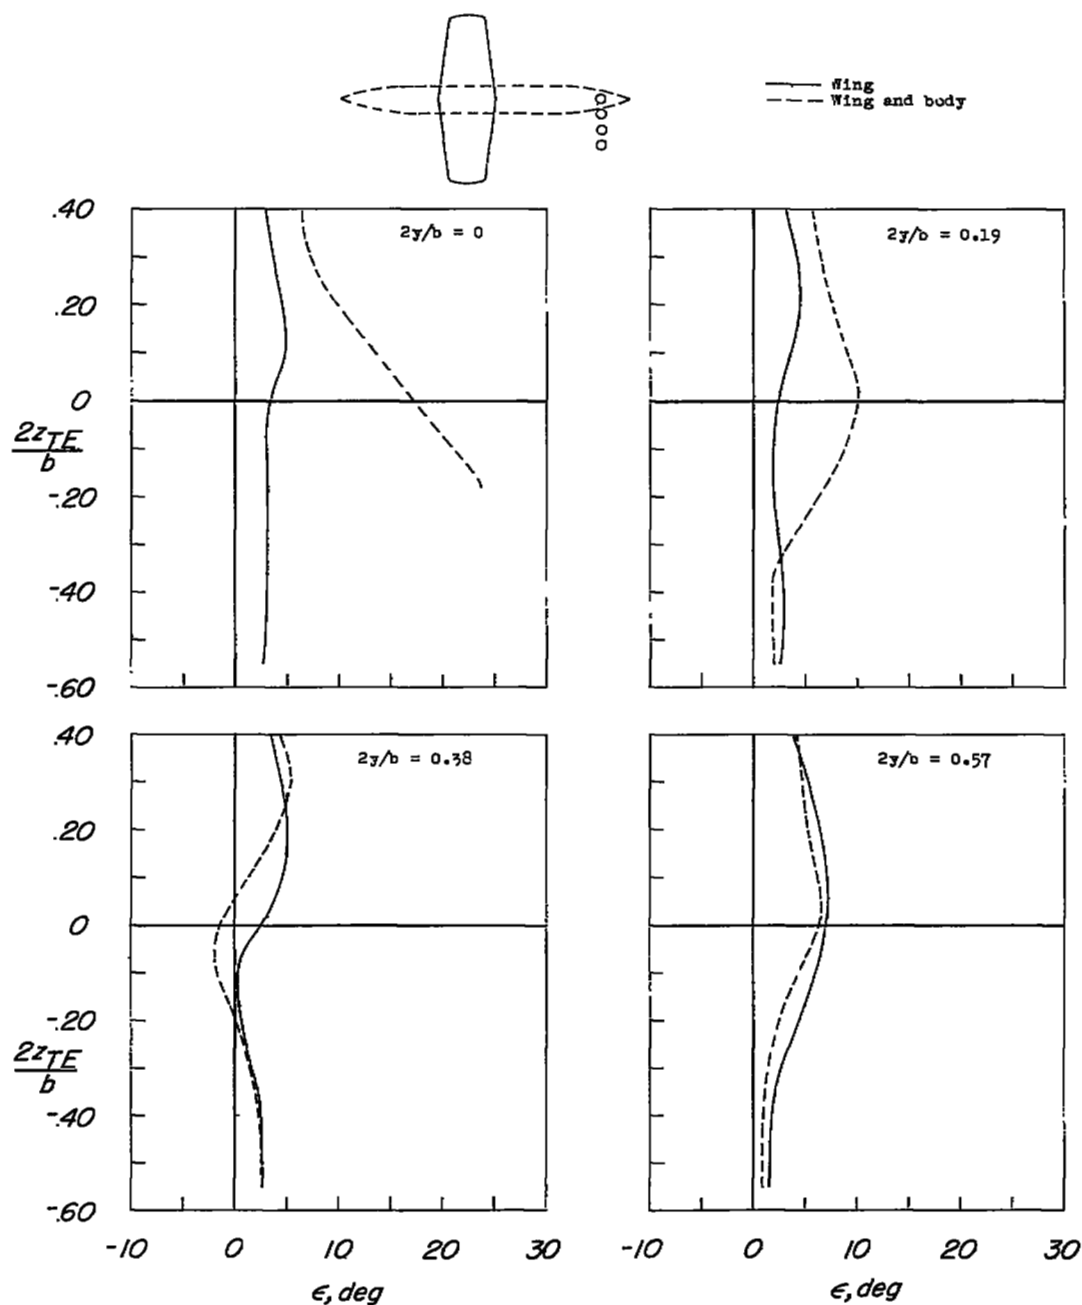 Wing
Wing and body
2y/b = 0
2y/b = 0.19
.40
.20
0
2zTE/b
-.20
-.40
-.60
2y/b = 0.38
2y/b = 0.57
.40
.20
0
-.20
2zTE/b
-.40
-.60
-10 0 10 20 30
-10 0 10 20 30
ϵ, deg
ϵ, deg